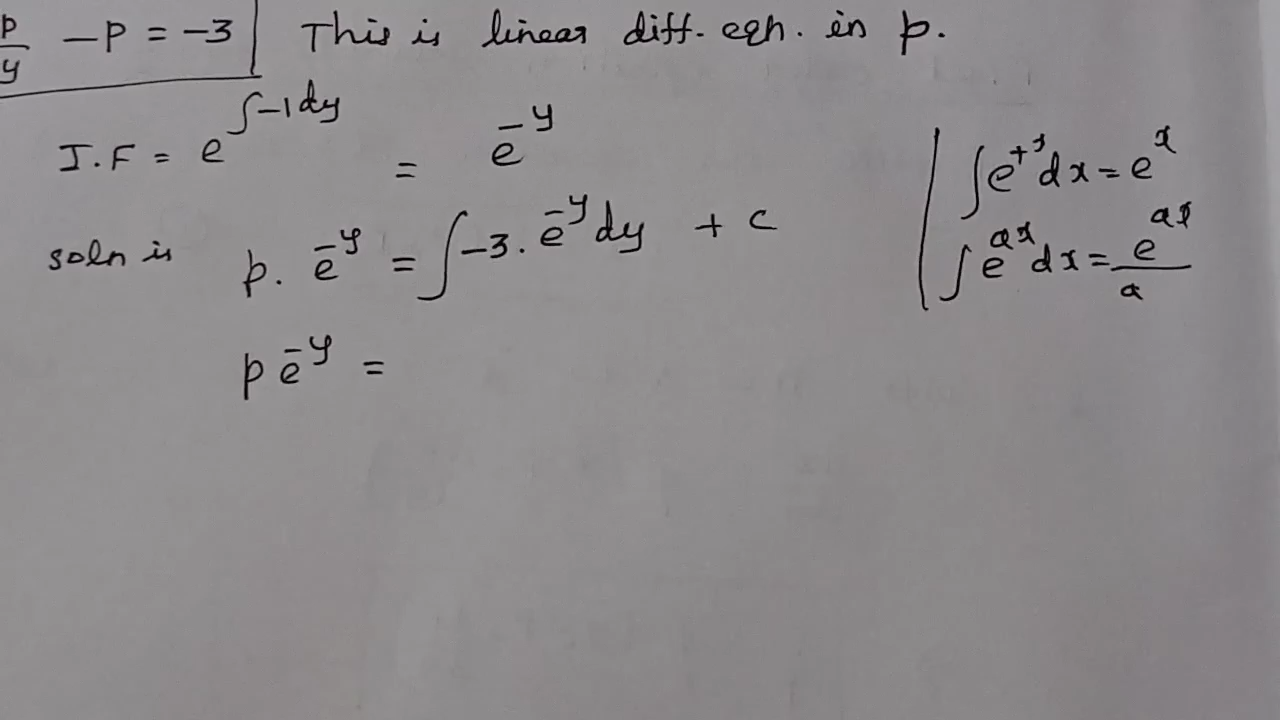 p/y – p = –3 | This is linear diff. eqn. in p.
I.F = e^∫–1dy = e^–y
soln is p. e^–y = ∫–3. e^–y dy + c
p e^–y =
∫e^+x dx = e^x
∫e^ax dx = e^ax/a